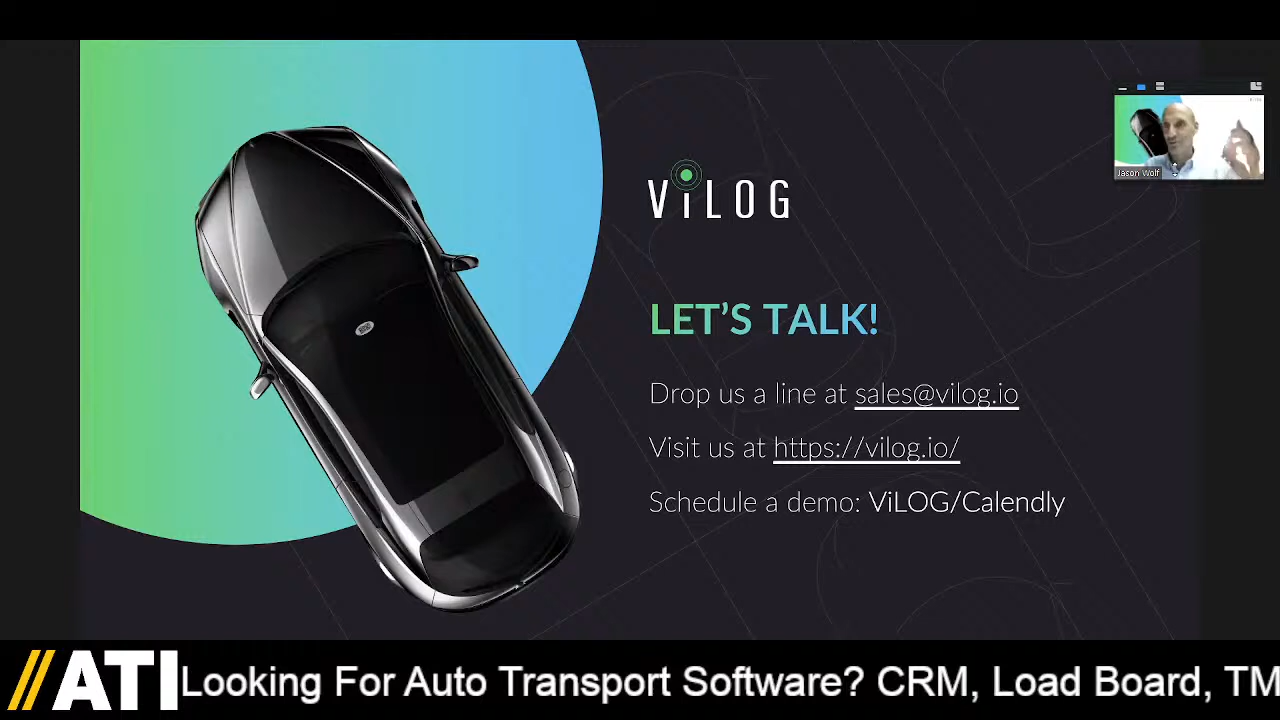 ViLOG
LET'S TALK!
Drop us a line at sales@vilog.io
Visit us at https://vilog.io/
Schedule a demo: ViLOG/Calendly
Jason Wolf
//ATI Looking For Auto Transport Software? CRM, Load Board, TM